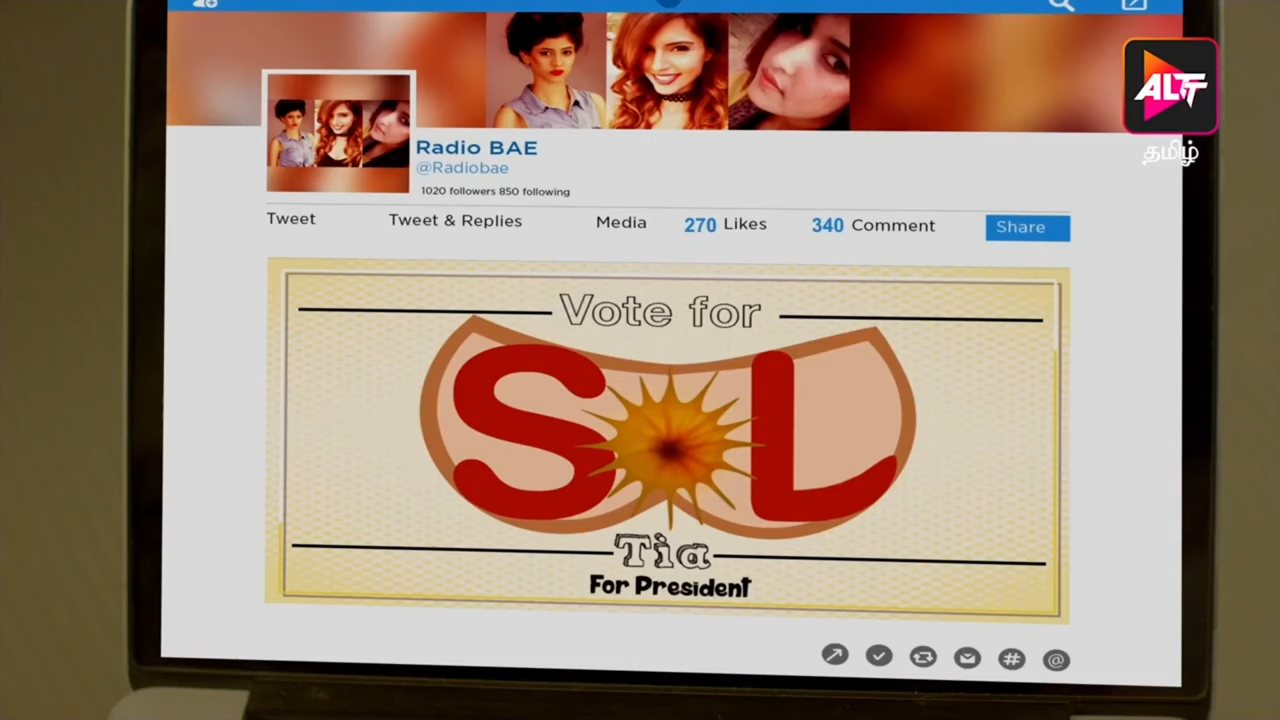 ALT
தமிழ்
Radio BAE
@Radiobae
1020 followers 850 following
Tweet Tweet & Replies Media 270 Likes 340 Comment Share
Vote for
S L
Tia
For President